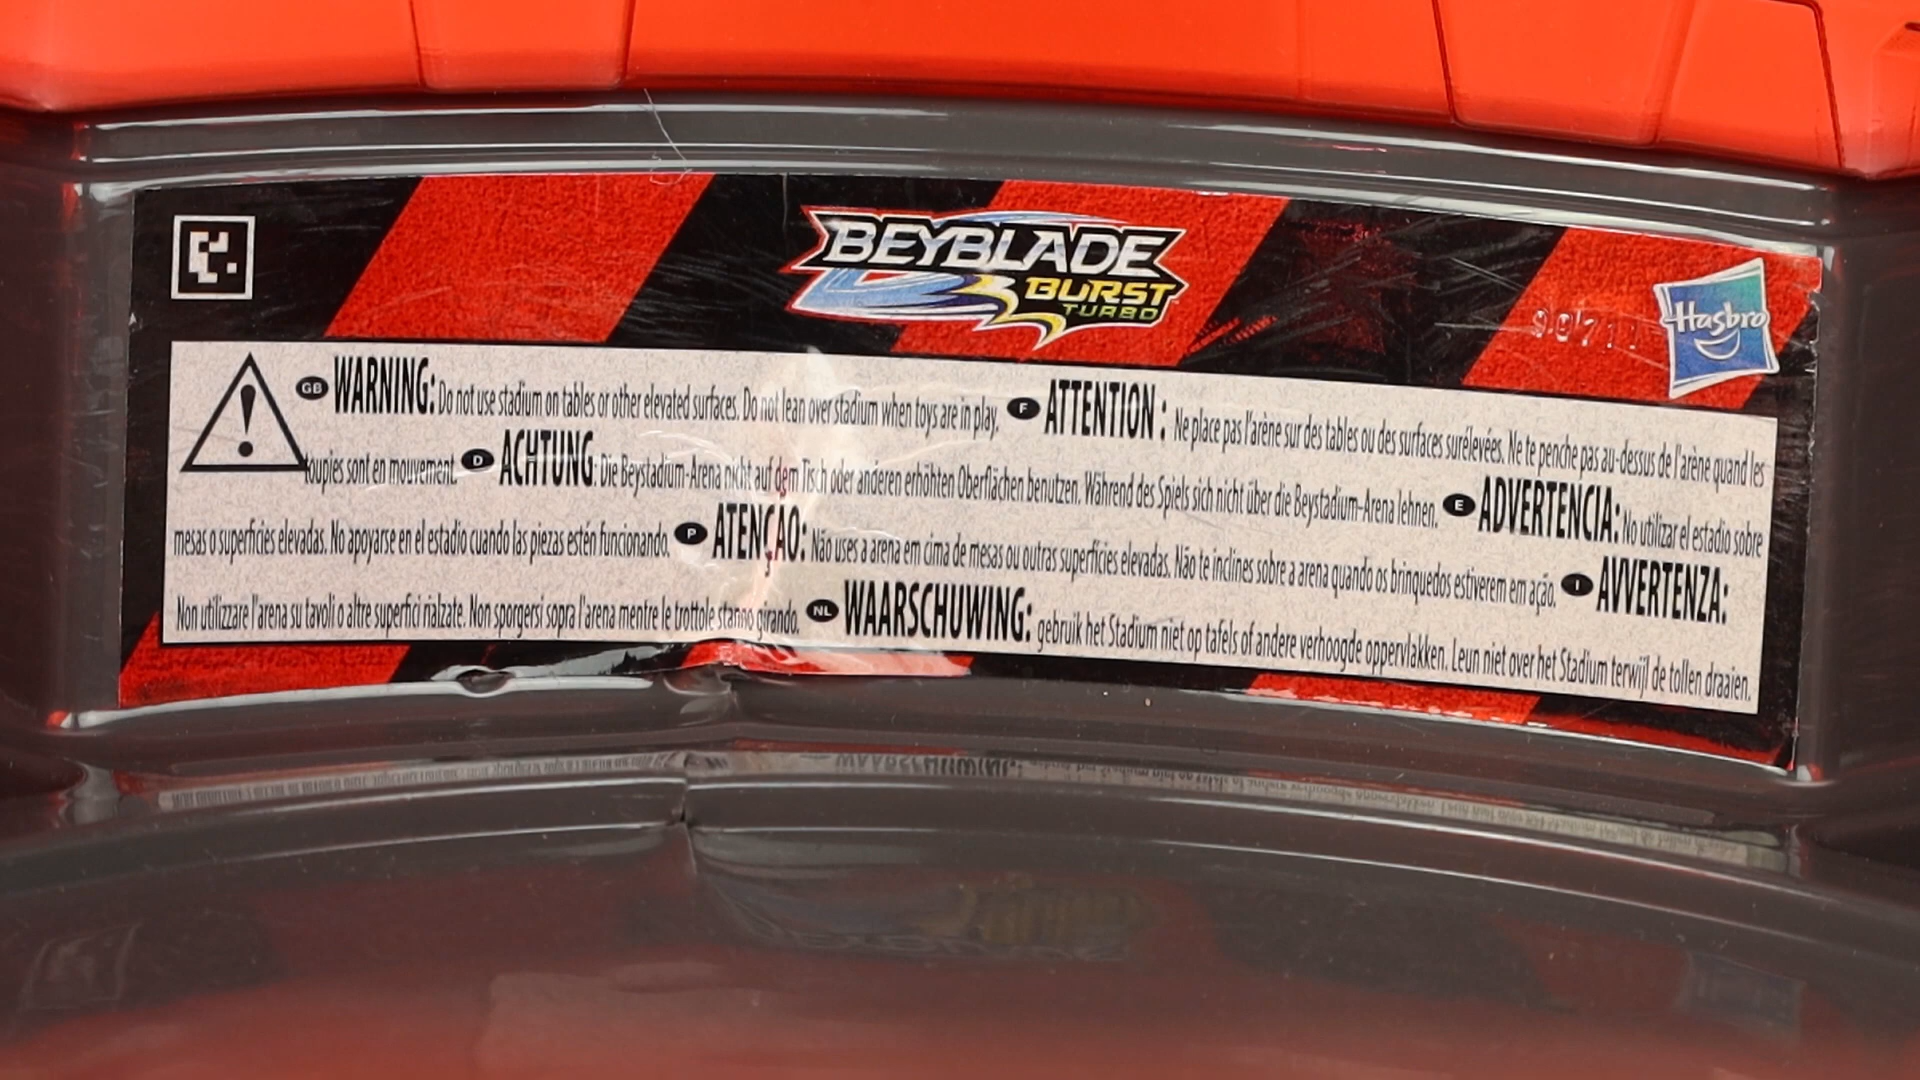 BEYBLADE
BURST
TURBO
Hasbro
GB WARNING: Do not use stadium on tables or other elevated surfaces. Do not lean over stadium when toys are in play. F ATTENTION : Ne place pas l'arène sur des tables ou des surfaces surélevées. Ne te penche pas au-dessus de l'arène quand les
toupies sont en mouvement. D ACHTUNG: Die Beystadium-Arena nicht auf dem Tisch oder anderen erhöhten Oberflächen benutzen. Während des Spiels sich nicht über die Beystadium-Arena lehnen. E ADVERTENCIA: No utilizar el estadio sobre
mesas o superficies elevadas. No apoyarse en el estadio cuando las piezas estén funcionando. P ATENÇAO: Não uses a arena em cima de mesas ou outras superfícies elevadas. Não te inclines sobre a arena quando os brinquedos estiverem em ação. I AVVERTENZA:
Non utilizzare l'arena su tavoli o altre superfici rialzate. Non sporgersi sopra l'arena mentre le trottole stanno girando. NL WAARSCHUWING: gebruik het Stadium niet op tafels of andere verhoogde oppervlakken. Leun niet over het Stadium terwijl de tollen draaien.